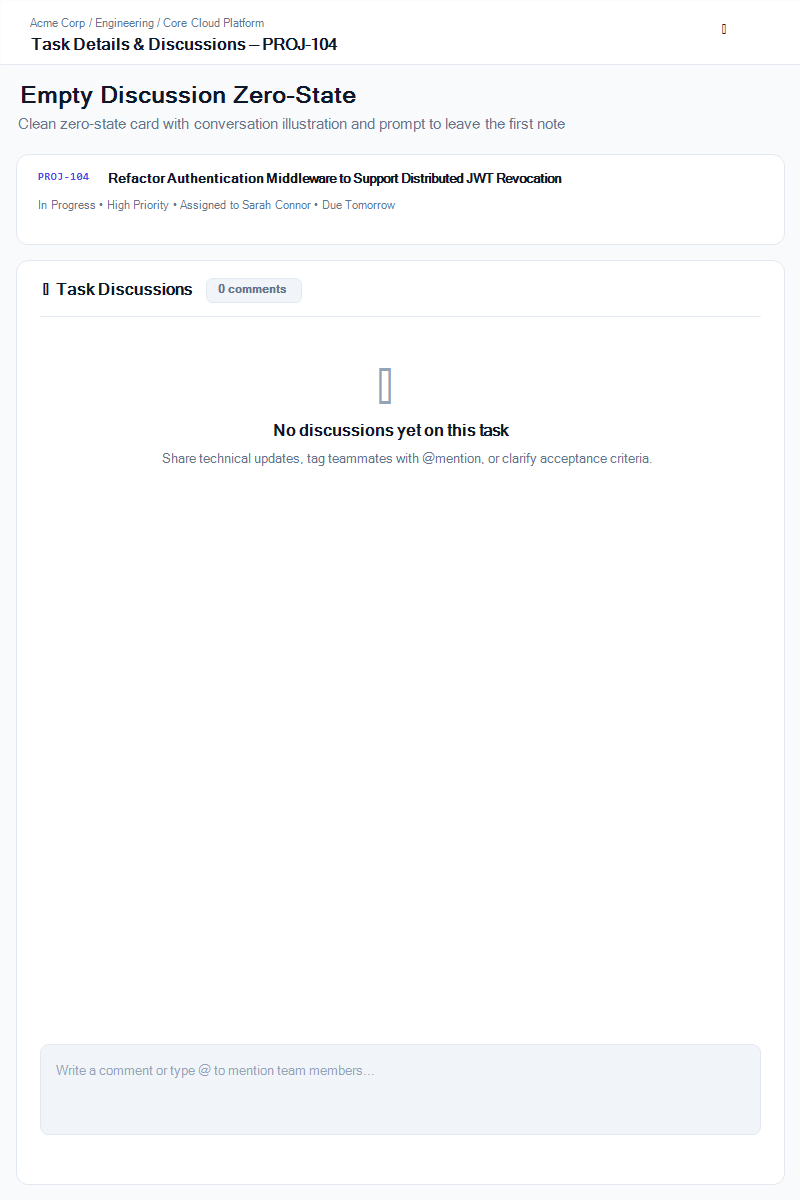 Acme Corp / Engineering / Core Cloud Platform
Task Details & Discussions — PROJ-104
Empty Discussion Zero-State
Clean zero-state card with conversation illustration and prompt to leave the first note
PROJ-104 Refactor Authentication Middleware to Support Distributed JWT Revocation
In Progress • High Priority • Assigned to Sarah Connor • Due Tomorrow
Task Discussions 0 comments
No discussions yet on this task
Share technical updates, tag teammates with @mention, or clarify acceptance criteria.
Write a comment or type @ to mention team members...